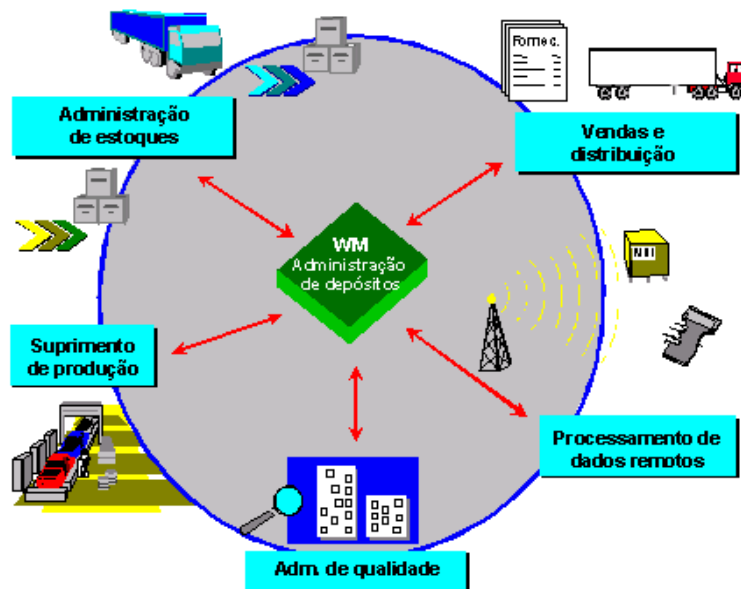 Fornec.
Administração
de estoques
Vendas e
distribuição
WM
Administração
de depósitos
Suprimento
de produção
Processamento de
dados remotos
Adm. de qualidade